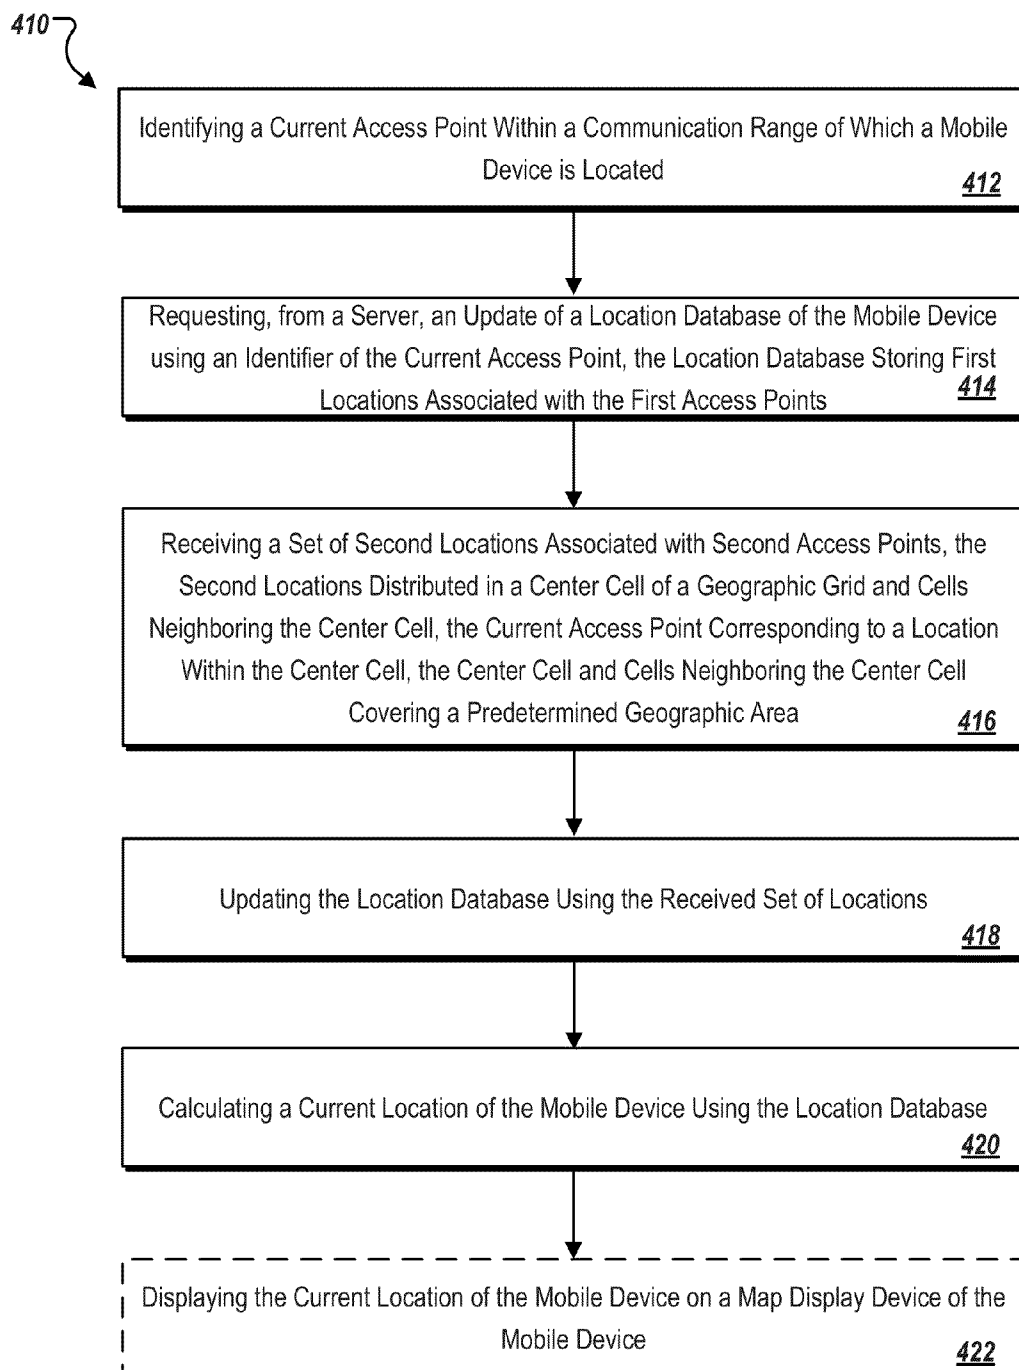 410
Identifying a Current Access Point Within a Communication Range of Which a Mobile
Device is Located
412
Requesting, from a Server, an Update of a Location Database of the Mobile Device
using an Identifier of the Current Access Point, the Location Database Storing First
Locations Associated with the First Access Points
414
Receiving a Set of Second Locations Associated with Second Access Points, the
Second Locations Distributed in a Center Cell of a Geographic Grid and Cells
Neighboring the Center Cell, the Current Access Point Corresponding to a Location
Within the Center Cell, the Center Cell and Cells Neighboring the Center Cell
Covering a Predetermined Geographic Area
416
Updating the Location Database Using the Received Set of Locations
418
Calculating a Current Location of the Mobile Device Using the Location Database
420
Displaying the Current Location of the Mobile Device on a Map Display Device of the
Mobile Device
422